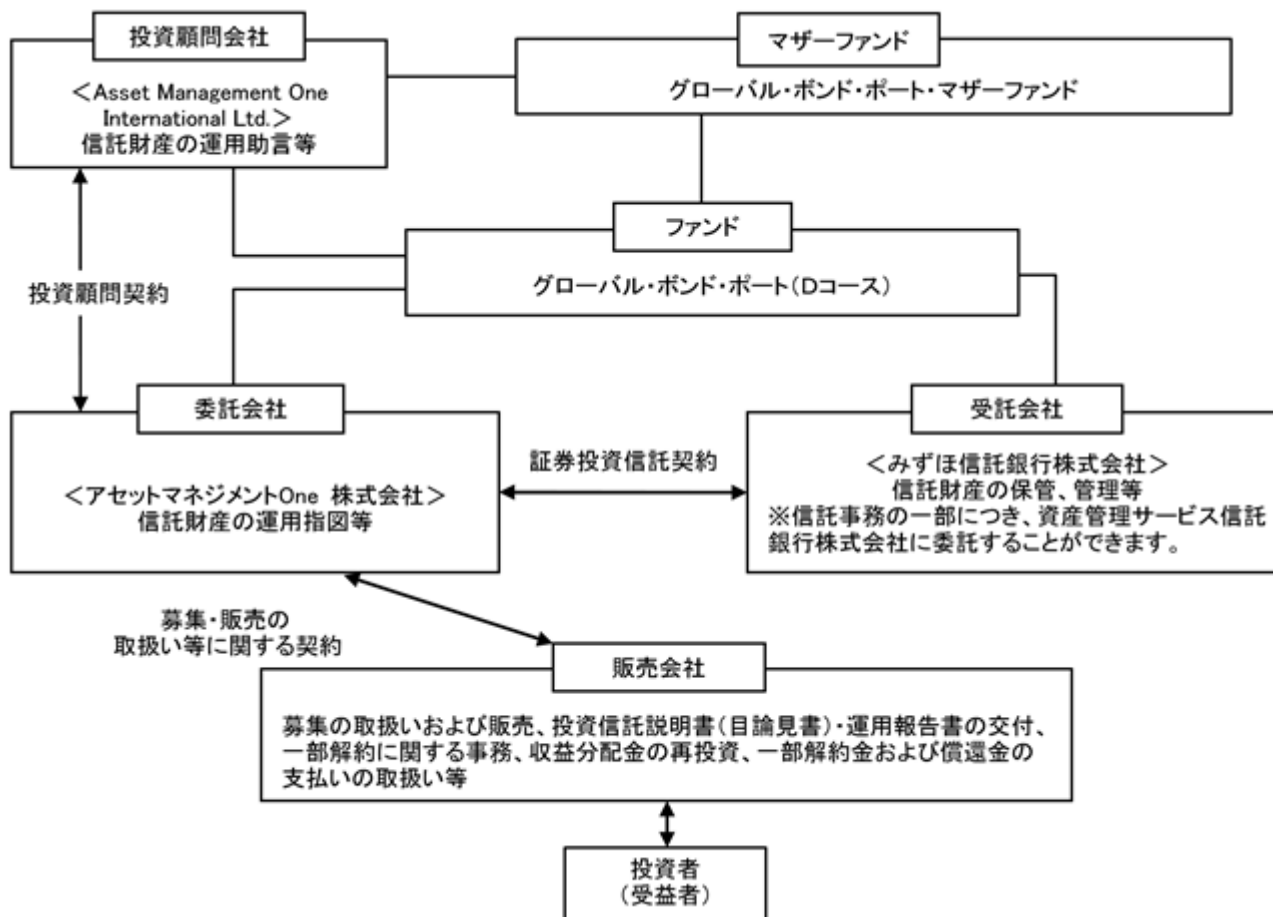 投資顧問会社
<Asset Management One
International Ltd.>
信託財産の運用助言等
マザーファンド
グローバル・ボンド・ポート・マザーファンド
ファンド
グローバル・ボンド・ポート(Dコース)
投資顧問契約
委託会社
<アセットマネジメントOne 株式会社>
信託財産の運用指図等
証券投資信託契約
受託会社
<みずほ信託銀行株式会社>
信託財産の保管、管理等
※信託事務の一部につき、資産管理サービス信託
銀行株式会社に委託することができます。
募集・販売の
取扱い等に関する契約
販売会社
募集の取扱いおよび販売、投資信託説明書(目論見書)・運用報告書の交付、
一部解約に関する事務、収益分配金の再投資、一部解約金および償還金の
支払いの取扱い等
投資者
(受益者)